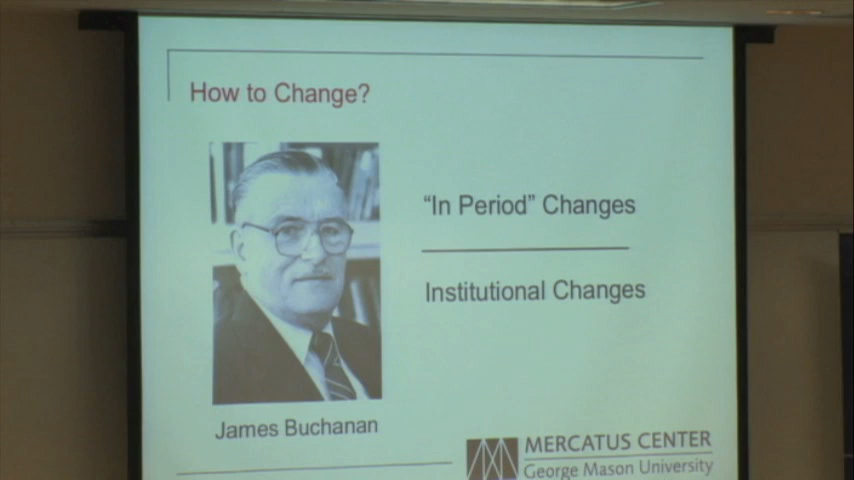 How to Change?
“In Period” Changes
Institutional Changes
James Buchanan
MERCATUS CENTER
George Mason University